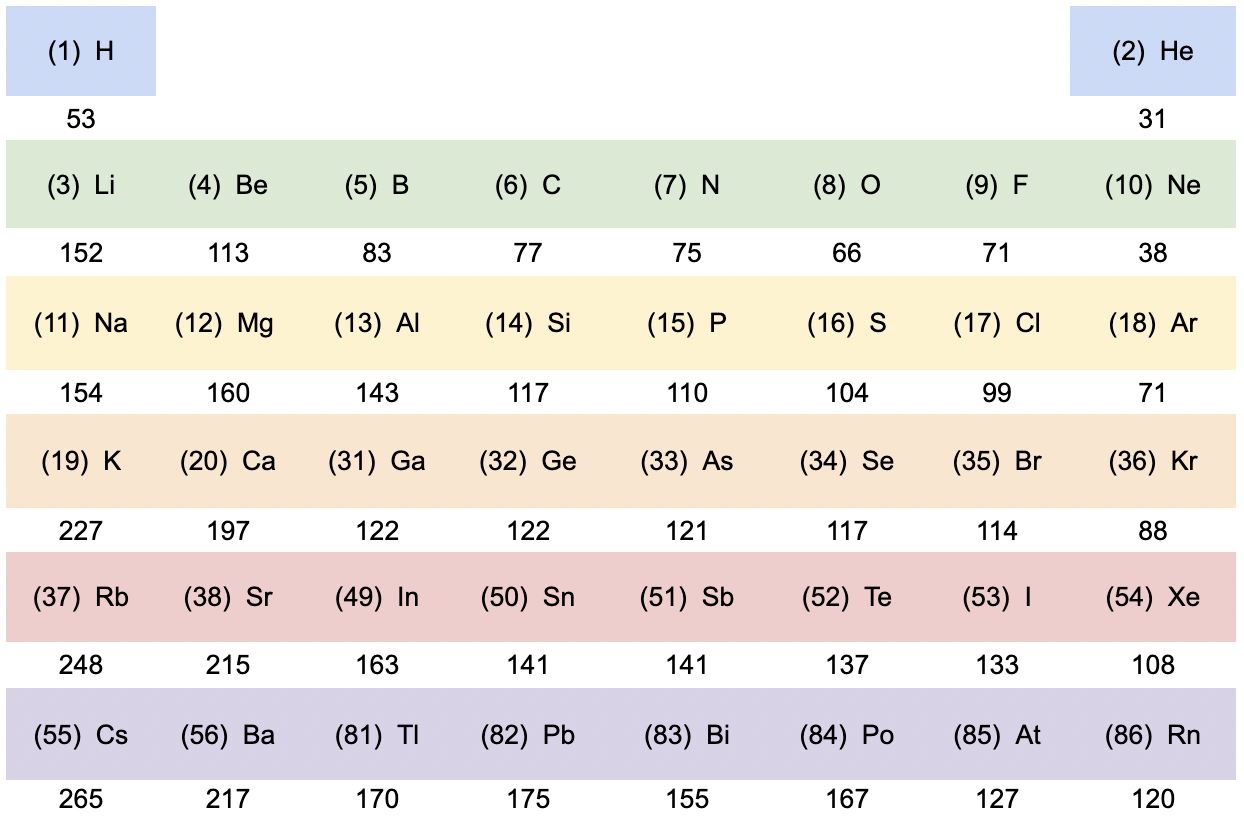 (1) H (2) He
53 31
(3) Li (4) Be (5) B (6) C (7) N (8) O (9) F (10) Ne
152 113 83 77 75 66 71 38
(11) Na (12) Mg (13) Al (14) Si (15) P (16) S (17) Cl (18) Ar
154 160 143 117 110 104 99 71
(19) K (20) Ca (31) Ga (32) Ge (33) As (34) Se (35) Br (36) Kr
227 197 122 122 121 117 114 88
(37) Rb (38) Sr (49) In (50) Sn (51) Sb (52) Te (53) I (54) Xe
248 215 163 141 141 137 133 108
(55) Cs (56) Ba (81) Tl (82) Pb (83) Bi (84) Po (85) At (86) Rn
265 217 170 175 155 167 127 120